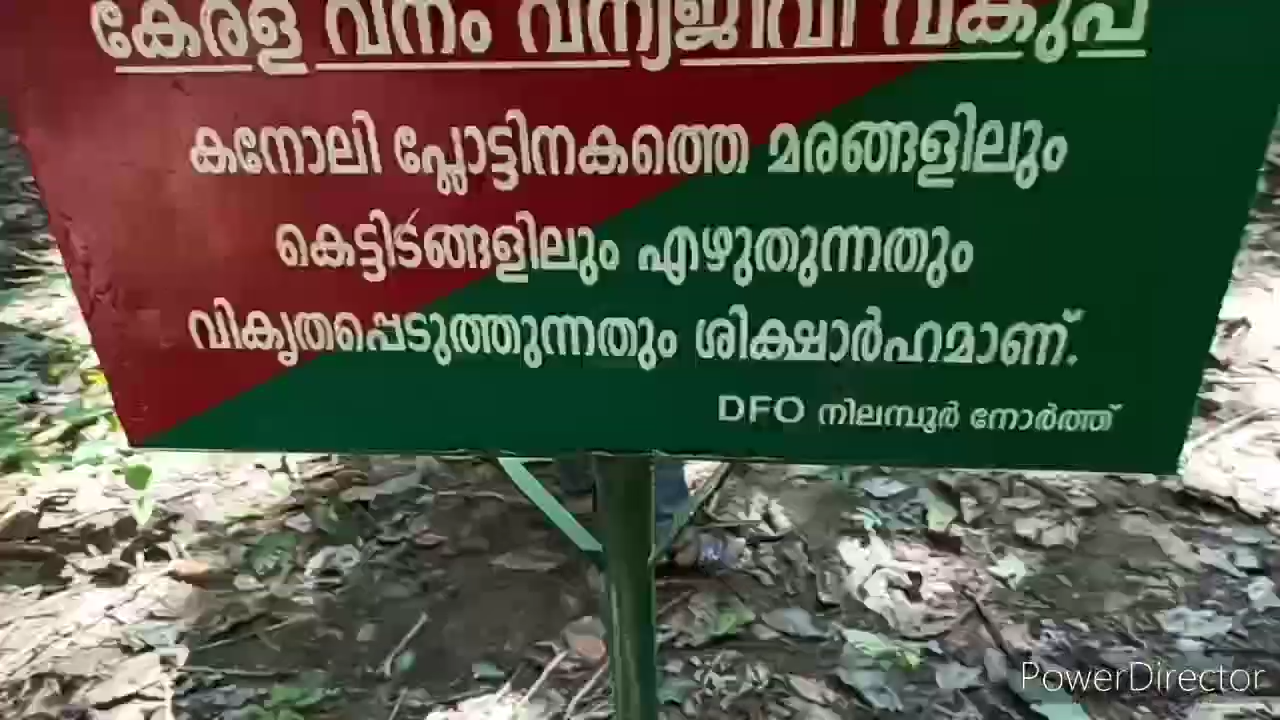 കേരള വനം വന്യജീവി വകുപ്പ്
കനോലി പ്ലോട്ടിനകത്തെ മരങ്ങളിലും
കെട്ടിടങ്ങളിലും എഴുതുന്നതും
വികൃതപ്പെടുത്തുന്നതും ശിക്ഷാർഹമാണ്.
DFO നിലമ്പൂർ നോർത്ത്
PowerDirector